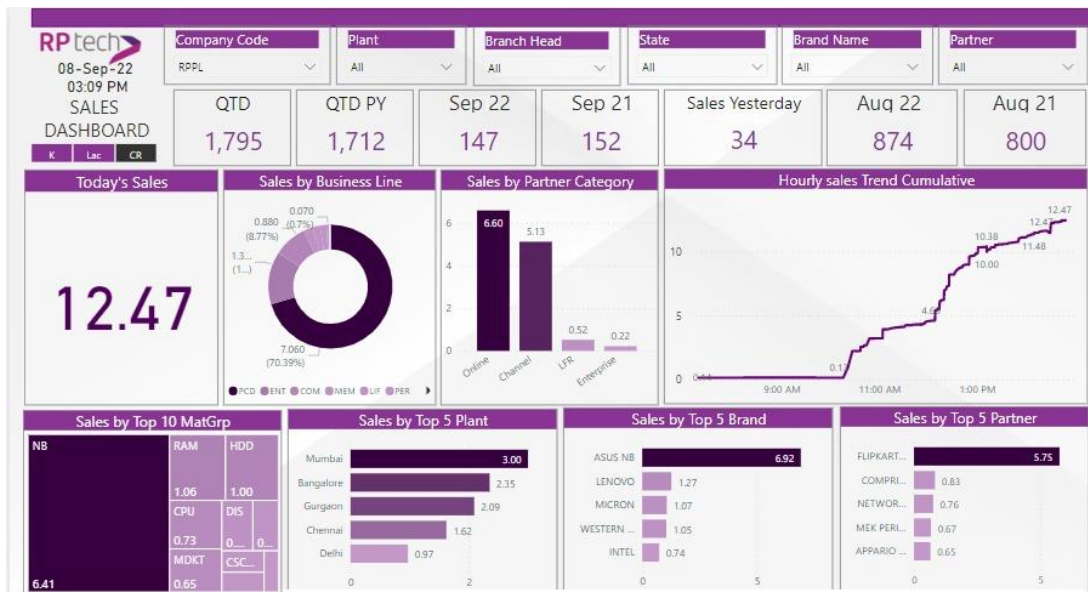 RP tech
08-Sep-22
03:09 PM
SALES
DASHBOARD
K Lac CR
Company Code
RPPL
Plant
All
Branch Head
All
State
All
Brand Name
All
Partner
All
QTD
1,795
QTD PY
1,712
Sep 22
147
Sep 21
152
Sales Yesterday
34
Aug 22
874
Aug 21
800
Today's Sales
12.47
Sales by Business Line
0.070
(0.7%)
0.880
(8.77%)
1.3...
(1...)
7.060
(70.39%)
PCD ENT COM MEM LIF PER
Sales by Partner Category
6
4
2
0
6.60
5.13
0.52
0.22
Online
Channel
LFR
Enterprise
Hourly sales Trend Cumulative
10
5
0
0.17
10.38
10.00
11.48
12.47
12.47
9:00 AM
11:00 AM
1:00 PM
Sales by Top 10 MatGrp
NB
6.41
RAM
1.06
HDD
1.00
CPU
0.73
DIS
0....
0...
MDKT
0.65
CSC...
Sales by Top 5 Plant
Mumbai 3.00
Bangalore 2.35
Gurgaon 2.09
Chennai 1.62
Delhi 0.97
0 2
Sales by Top 5 Brand
ASUS NB 6.92
LENOVO 1.27
MICRON 1.07
WESTERN ... 1.05
INTEL 0.74
0 5
Sales by Top 5 Partner
FLIPKART... 5.75
COMPRI... 0.83
NETWOR... 0.76
MEK PERI... 0.67
APPARIO ... 0.65
0 5